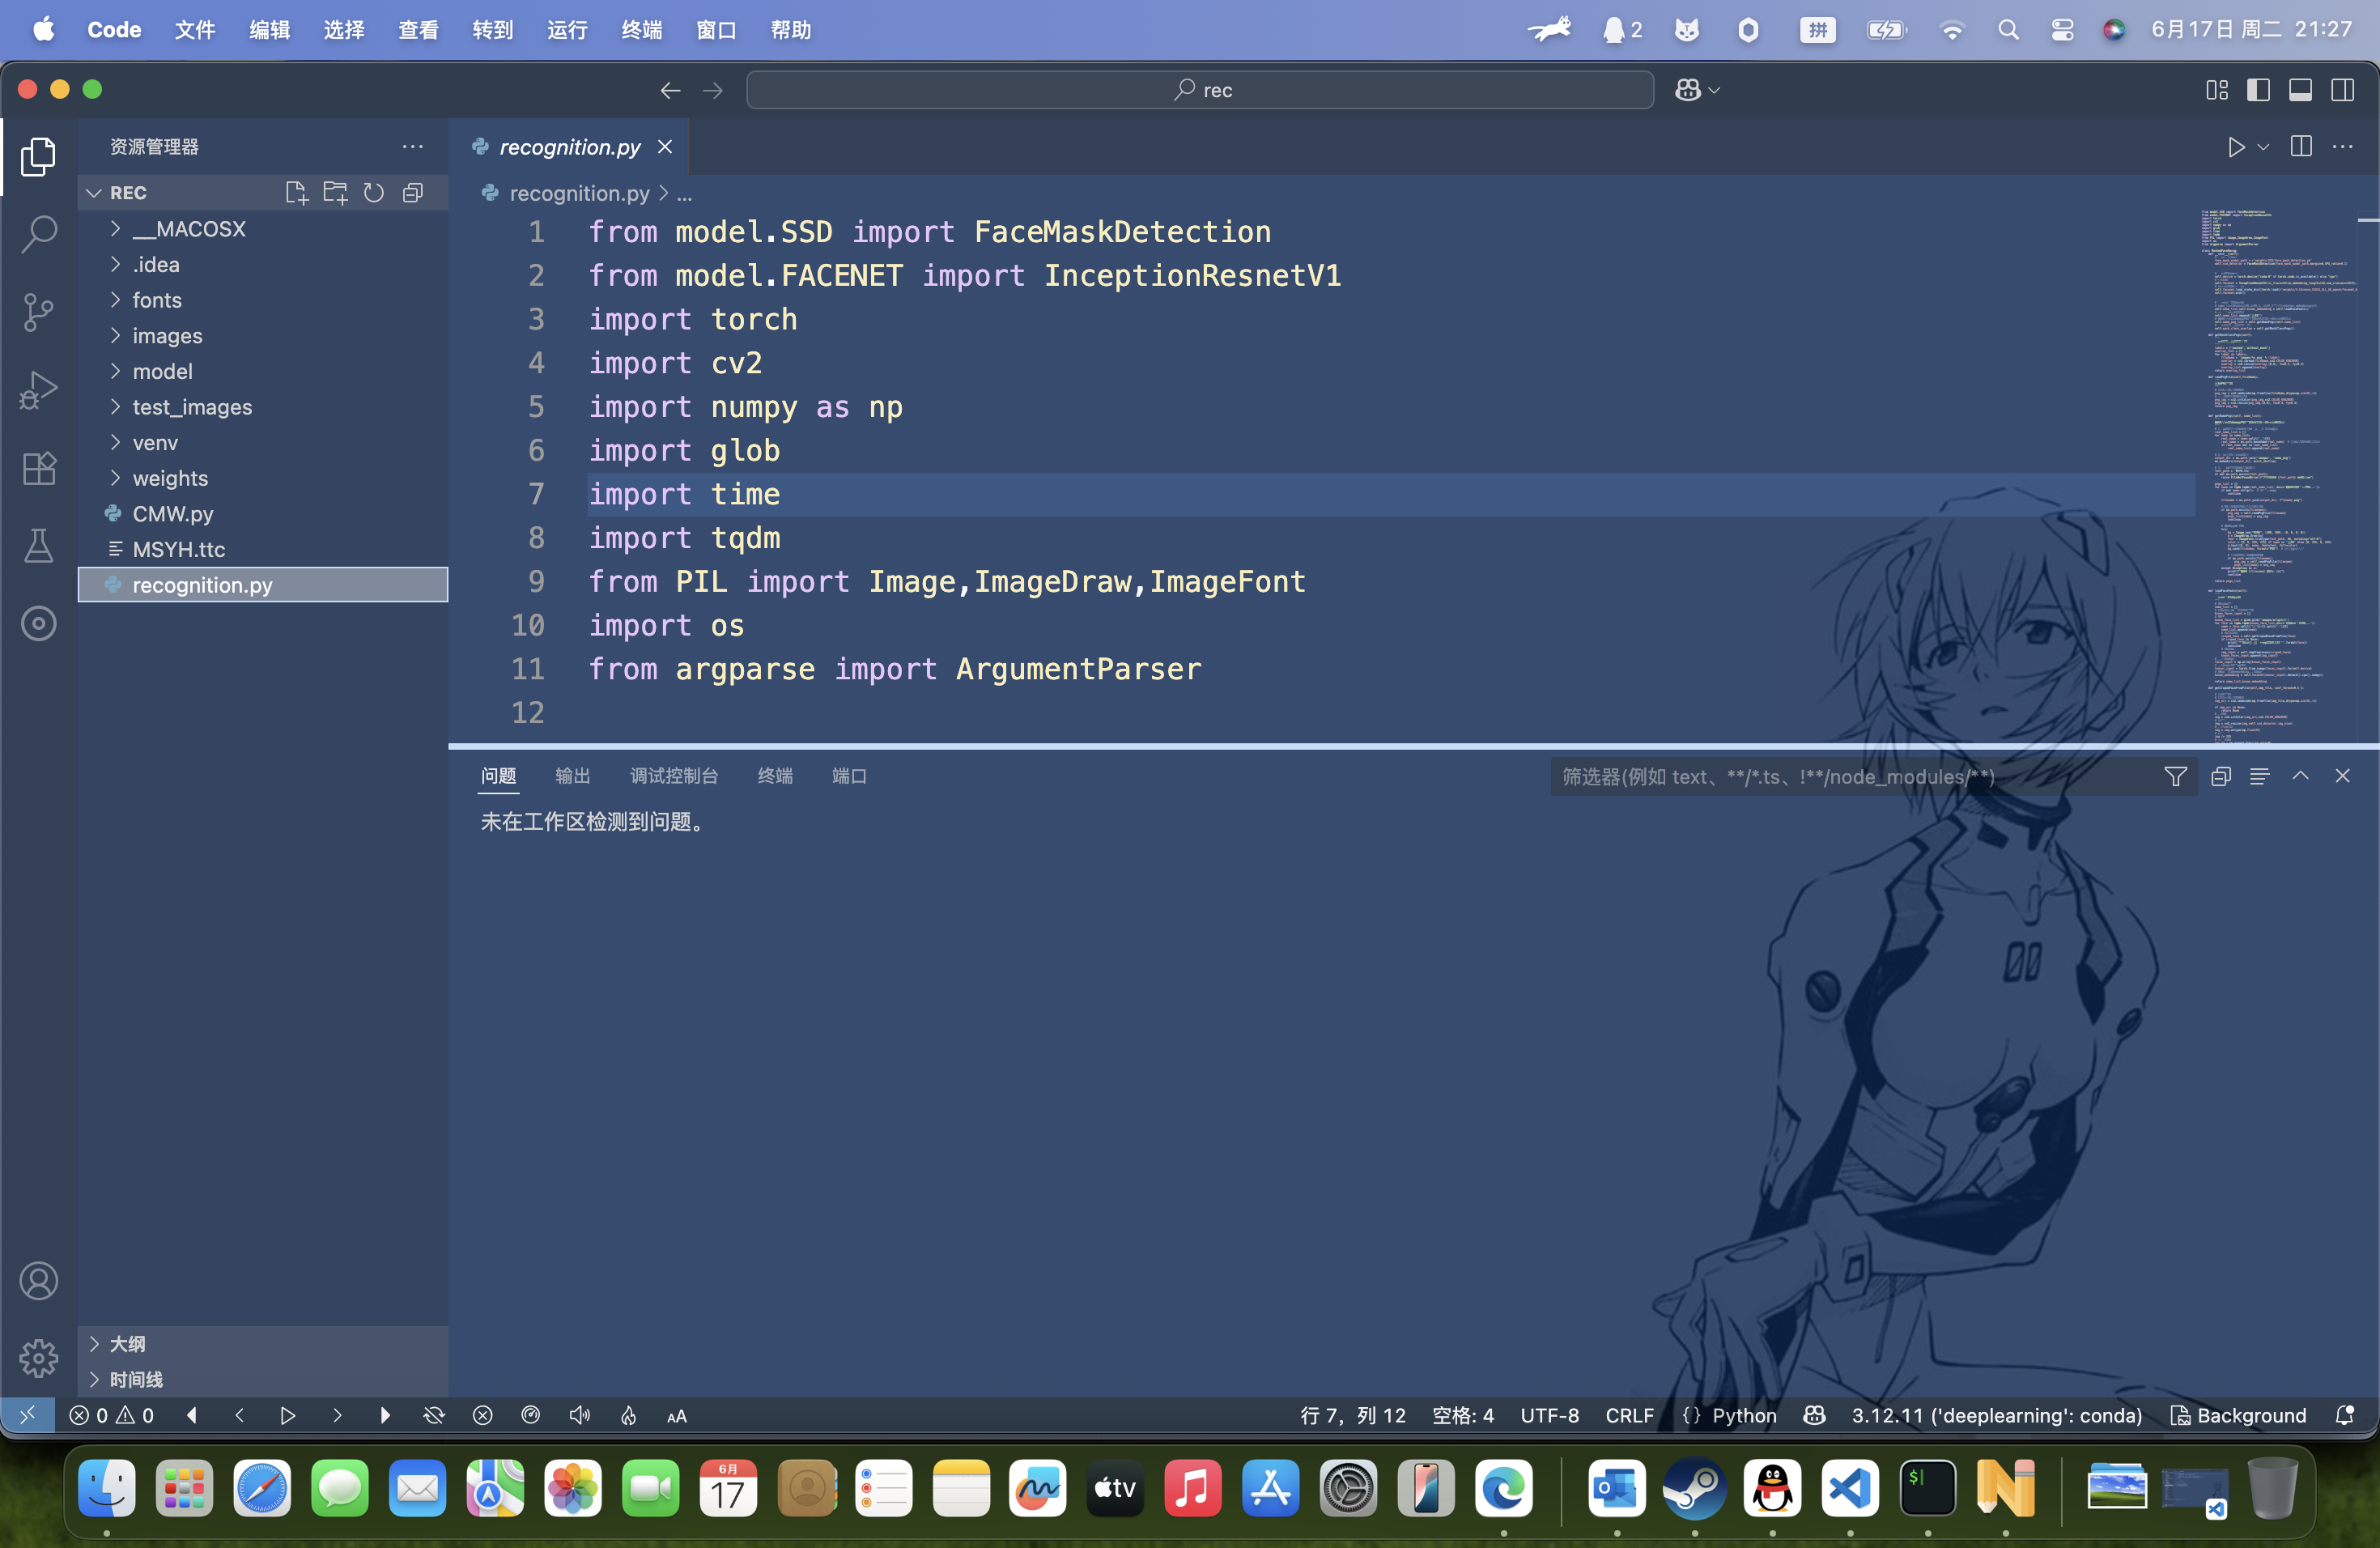 Code 文件 编辑 选择 查看 转到 运行 终端 窗口 帮助 2 拼 6月17日 周二 21:27
rec
资源管理器
recognition.py
REC
recognition.py > ...
__MACOSX
.idea
fonts
images
model
test_images
venv
weights
CMW.py
MSYH.ttc
recognition.py
1 from model.SSD import FaceMaskDetection
2 from model.FACENET import InceptionResnetV1
3 import torch
4 import cv2
5 import numpy as np
6 import glob
7 import time
8 import tqdm
9 from PIL import Image,ImageDraw,ImageFont
10 import os
11 from argparse import ArgumentParser
12
问题 输出 调试控制台 终端 端口 筛选器(例如 text、**/*.ts、!**/node_modules/**)
未在工作区检测到问题。
大纲
时间线
0 0 AA 行 7，列 12 空格: 4 UTF-8 CRLF {} Python 3.12.11 ('deeplearning': conda) Background
6月
17
tv
$